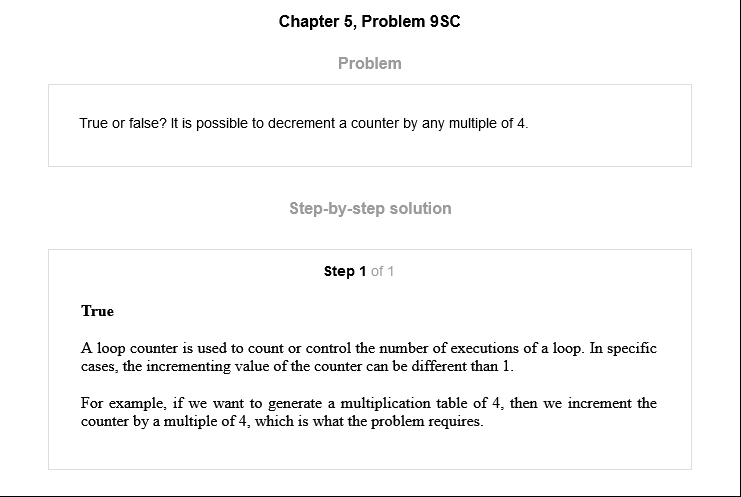 Chapter 5, Problem 9SC
Problem
True or false? It is possible to decrement a counter by any multiple of 4.
Step-by-step solution
Step 1 of 1
True
A loop counter is used to count or control the number of executions of a loop. In specific
cases, the incrementing value of the counter can be different than 1.
For example, if we want to generate a multiplication table of 4, then we increment the
counter by a multiple of 4, which is what the problem requires.